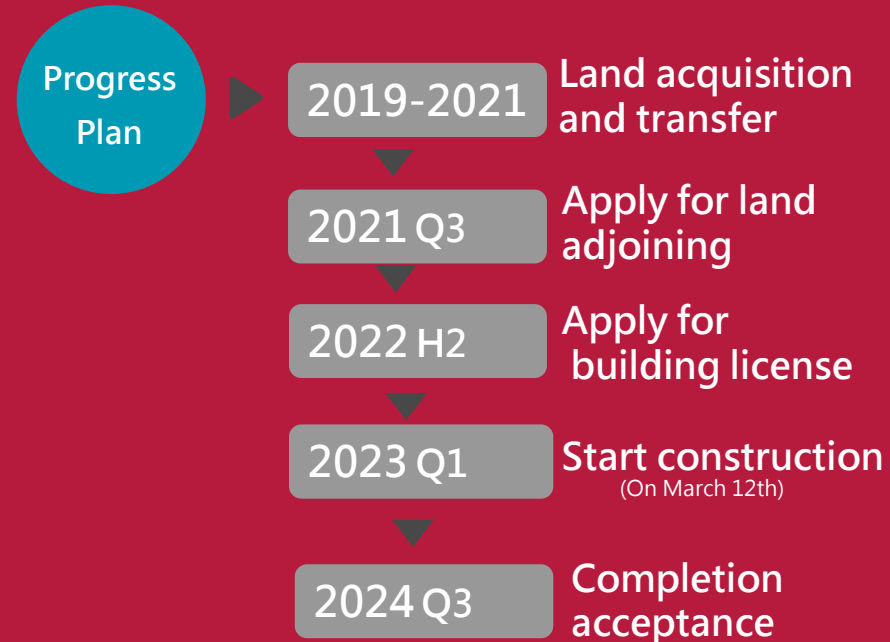 Progress
Plan
2019-2021
Land acquisition
and transfer
2021 Q3
Apply for land
adjoining
2022 H2
Apply for
building license
2023 Q1
Start construction
(On March 12th)
2024 Q3
Completion
acceptance